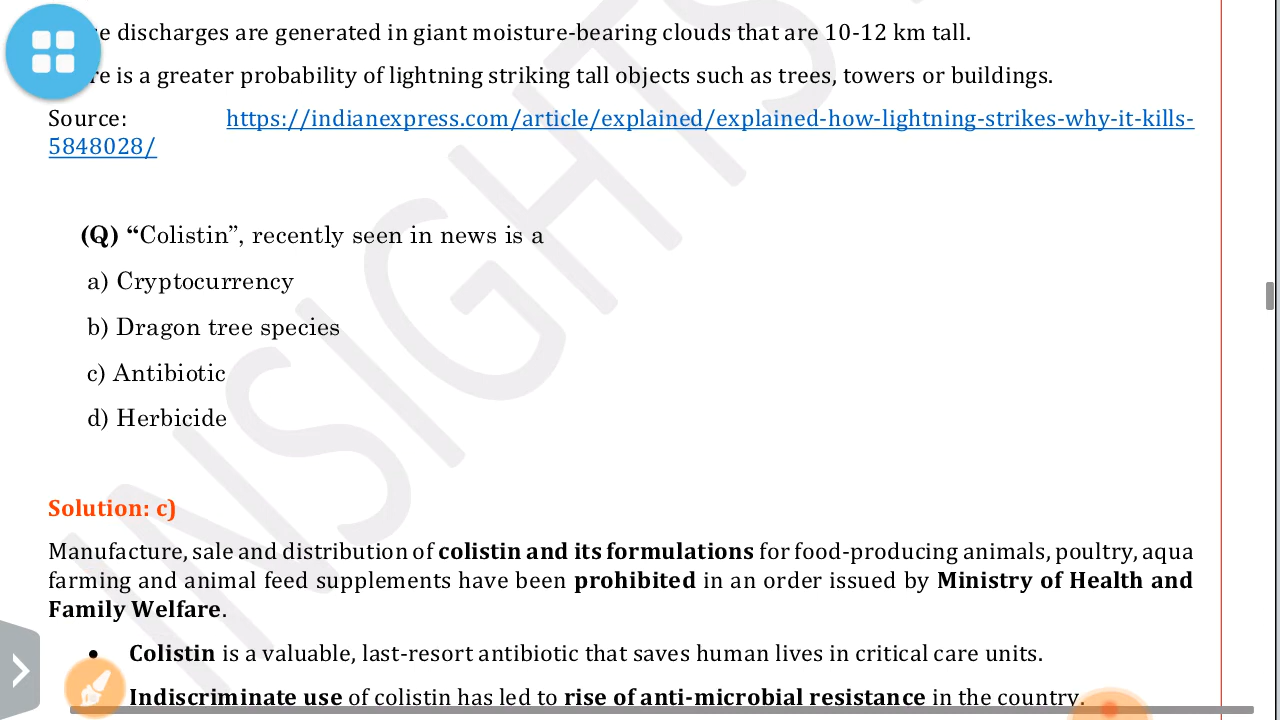 discharges are generated in giant moisture-bearing clouds that are 10-12 km tall.
is a greater probability of lightning striking tall objects such as trees, towers or buildings.
Source: https://indianexpress.com/article/explained/explained-how-lightning-strikes-why-it-kills-
5848028/
(Q) “Colistin”, recently seen in news is a
a) Cryptocurrency
b) Dragon tree species
c) Antibiotic
d) Herbicide
Solution: c)
Manufacture, sale and distribution of colistin and its formulations for food-producing animals, poultry, aqua
farming and animal feed supplements have been prohibited in an order issued by Ministry of Health and
Family Welfare.
• Colistin is a valuable, last-resort antibiotic that saves human lives in critical care units.
Indiscriminate use of colistin has led to rise of anti-microbial resistance in the country.
INSIGHTS